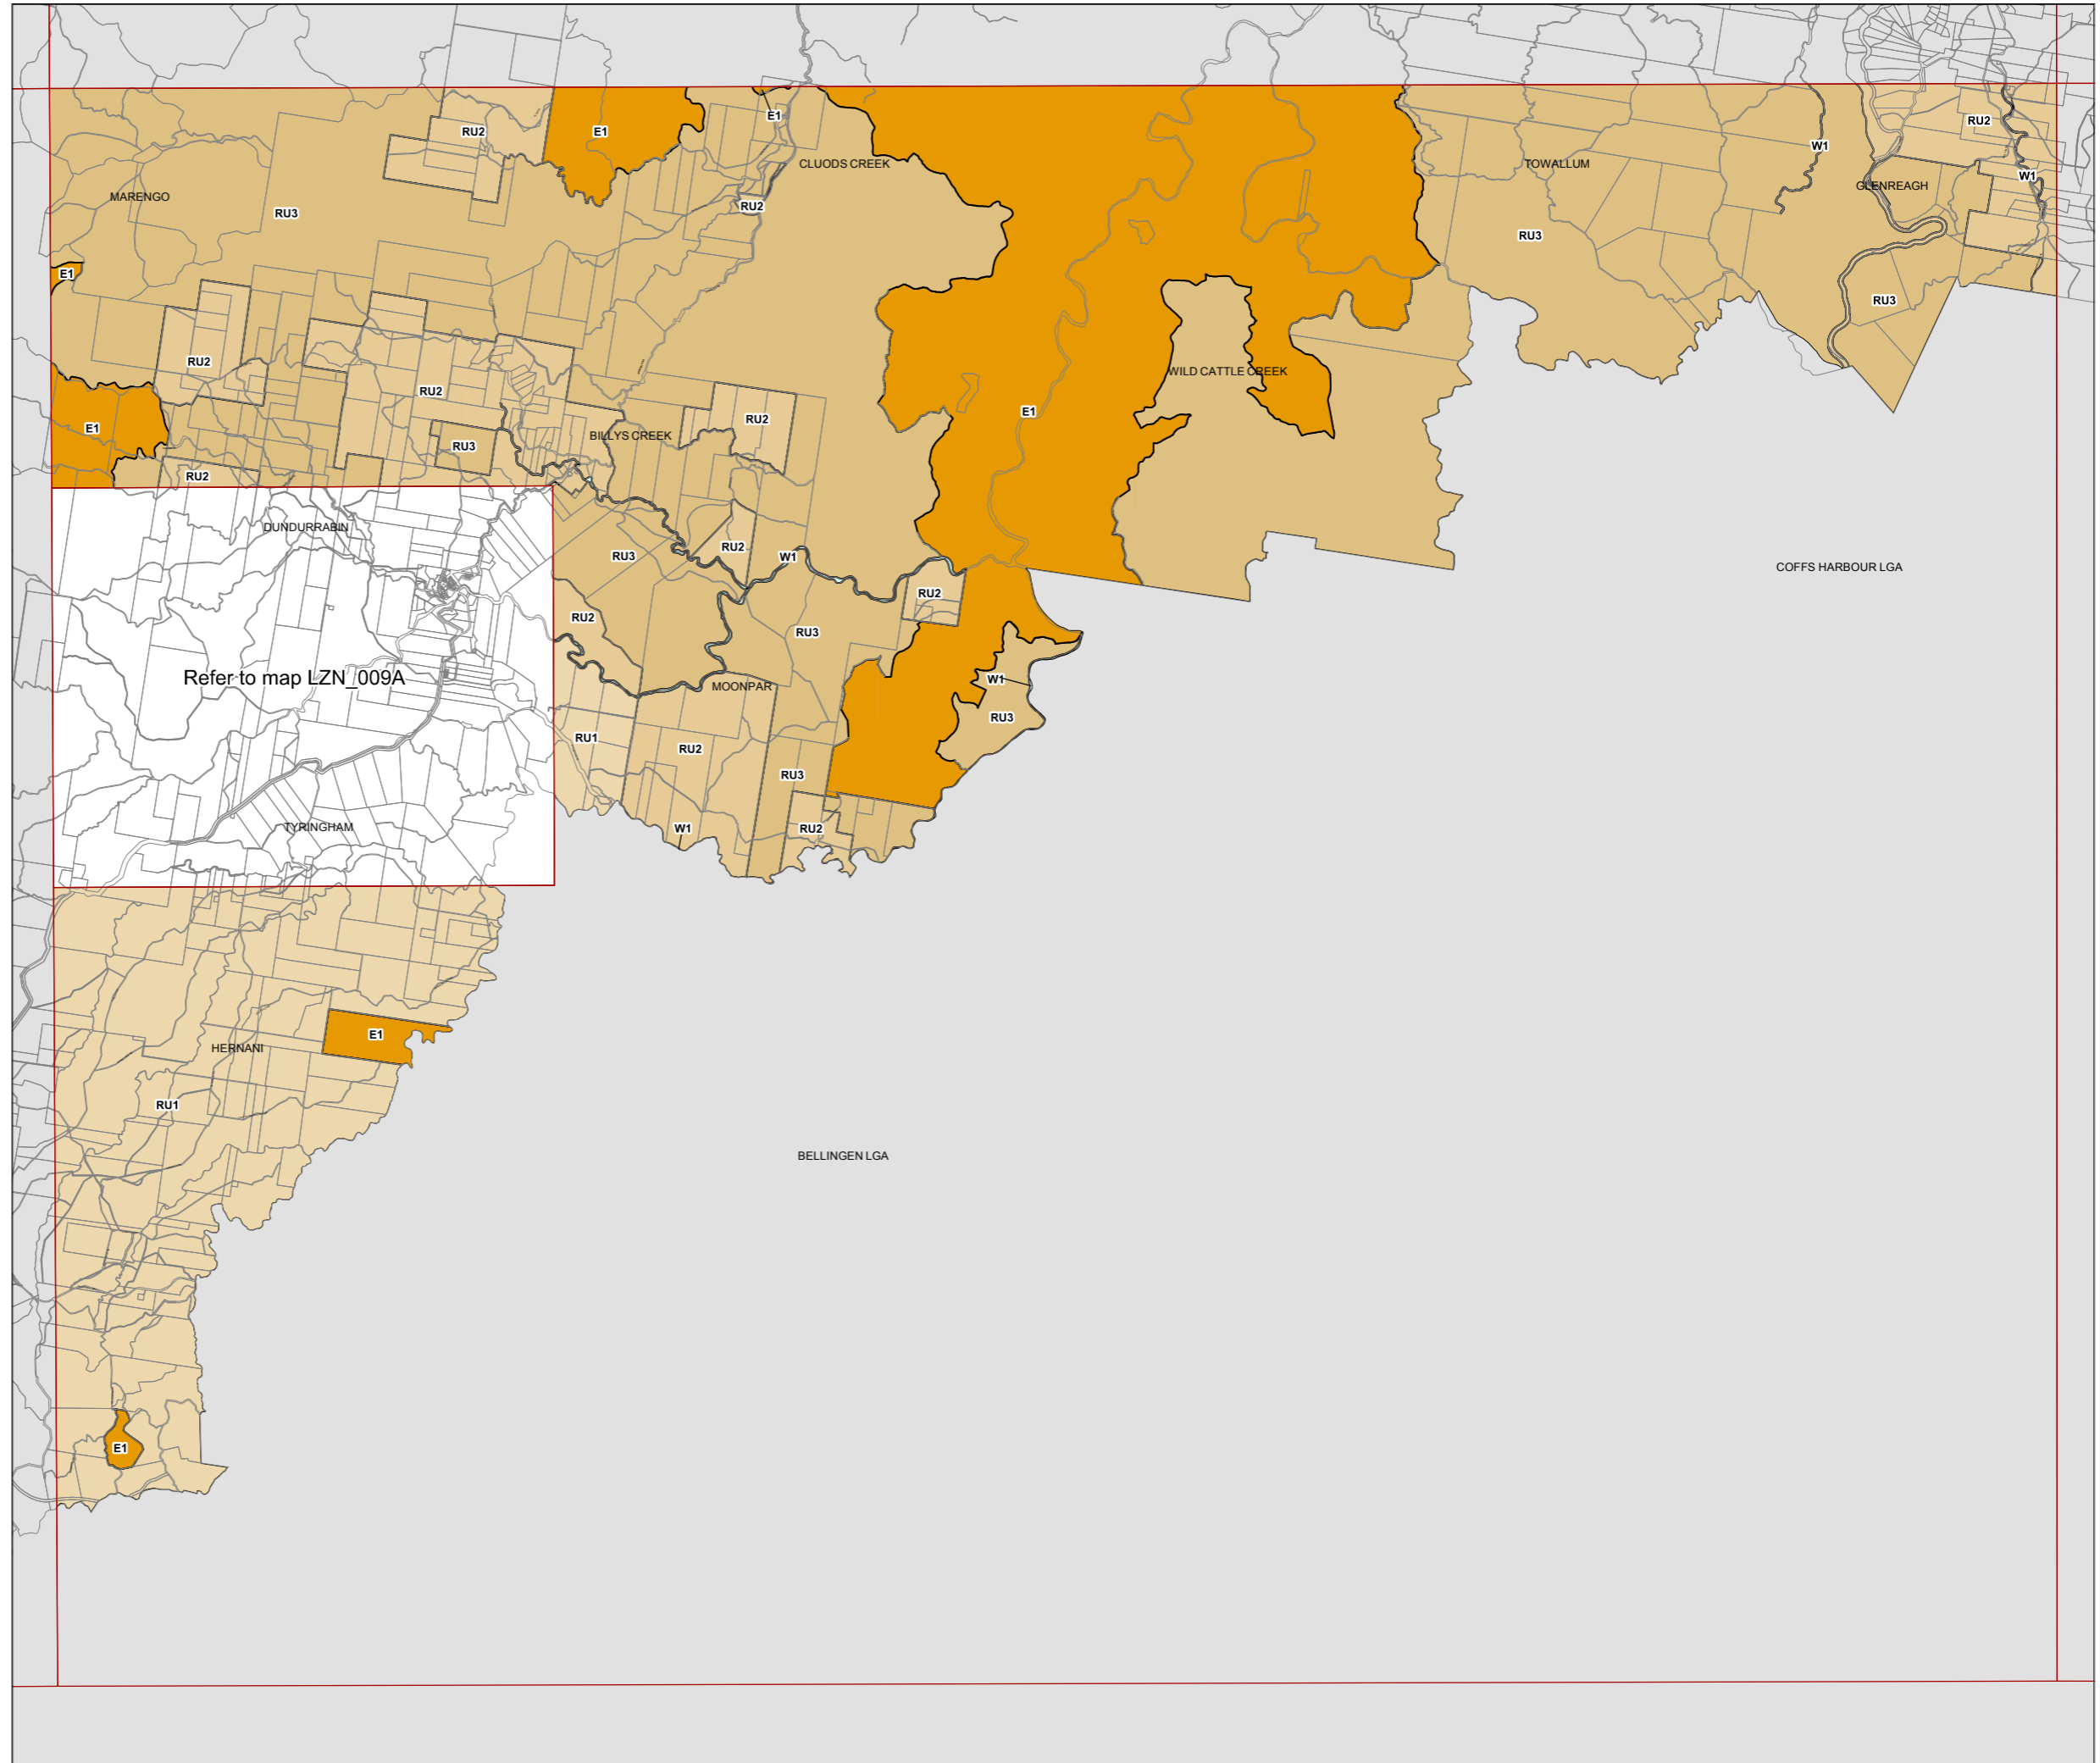 E1
RU2
E1
RU2
W1
CLUODS CREEK
TOWALLUM
W1
GLENREAGH
MARENGO
RU2
RU3
RU3
E1
RU3
RU2
WILD CATTLE CREEK
RU2
E1
RU2
E1
BILLYS CREEK
RU3
RU2
DUNDURRABIN
RU2
RU3
W1
COFFS HARBOUR LGA
RU2
RU2
RU3
Refer to map LZN_009A
W1
MOONPAR
RU3
RU1
RU2
RU3
TYRINGHAM
W1
RU2
E1
HERNANI
RU1
BELLINGEN LGA
E1